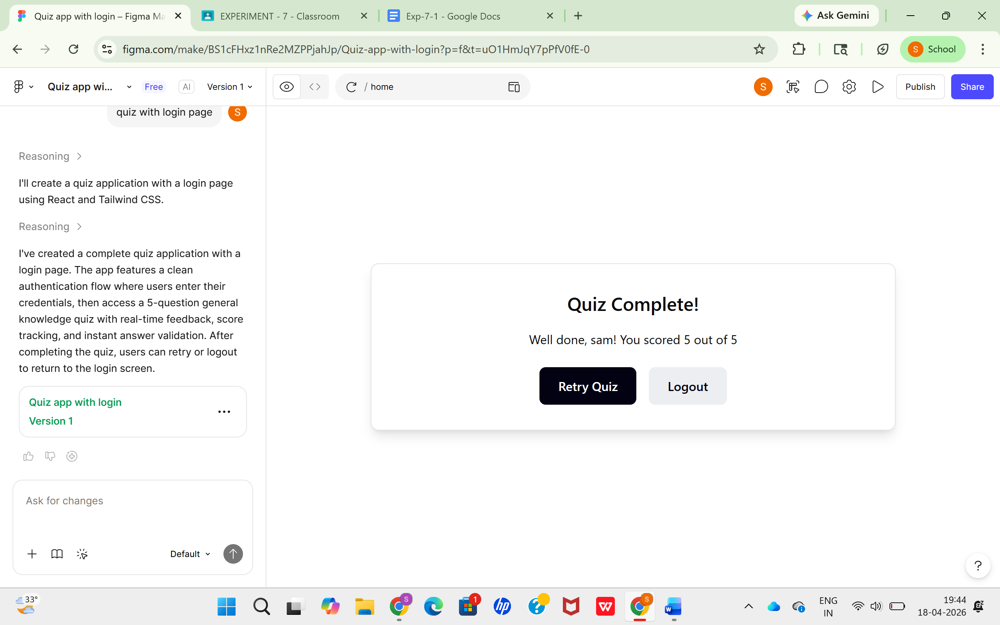 Quiz app with login – Figma Ma
EXPERIMENT - 7 - Classroom
Exp-7-1 - Google Docs
Ask Gemini
figma.com/make/BS1cFHxz1nRe2MZPPjahJp/Quiz-app-with-login?p=f&t=uO1HmJqY7pPfV0fE-0
S
School
Quiz app wi...
Free
AI
Version 1
/ home
S
Publish
Share
quiz with login page
S
Reasoning
I'll create a quiz application with a login page
using React and Tailwind CSS.
Reasoning
I've created a complete quiz application with a
login page. The app features a clean
authentication flow where users enter their
credentials, then access a 5-question general
knowledge quiz with real-time feedback, score
tracking, and instant answer validation. After
completing the quiz, users can retry or logout
to return to the login screen.
Quiz app with login
Version 1
Ask for changes
Default
Quiz Complete!
Well done, sam! You scored 5 out of 5
Retry Quiz
Logout
?
33°
S
1
hp
?
W
S
W
ENG
IN
19:44
18-04-2026